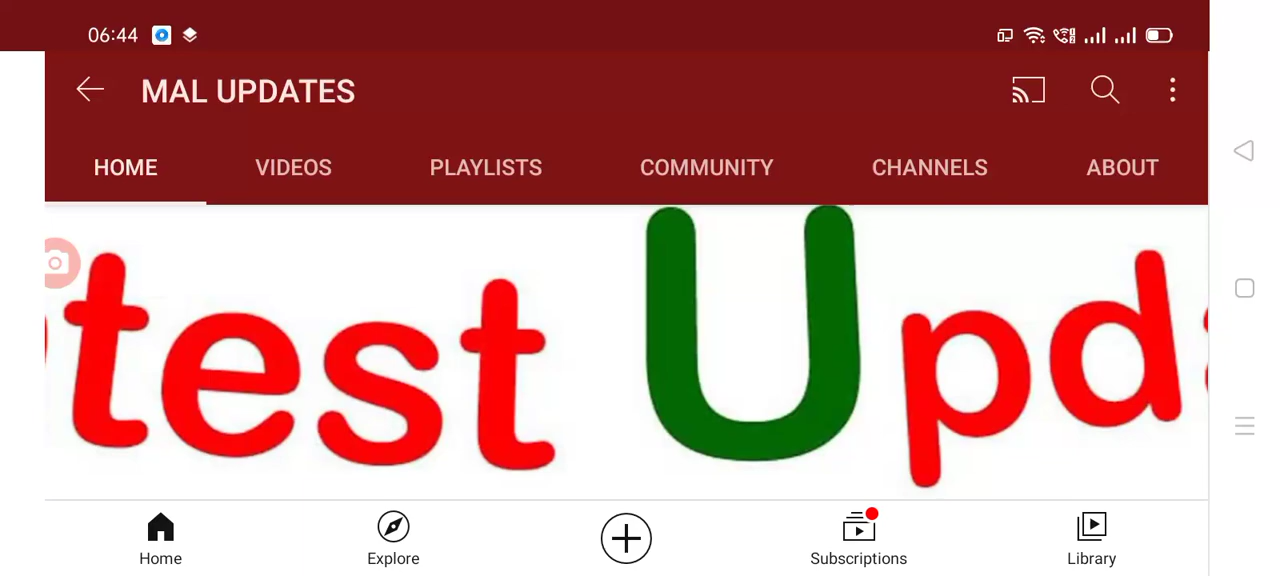 06:44
MAL UPDATES
HOME VIDEOS PLAYLISTS COMMUNITY CHANNELS ABOUT
test Upd
Home Explore Subscriptions Library